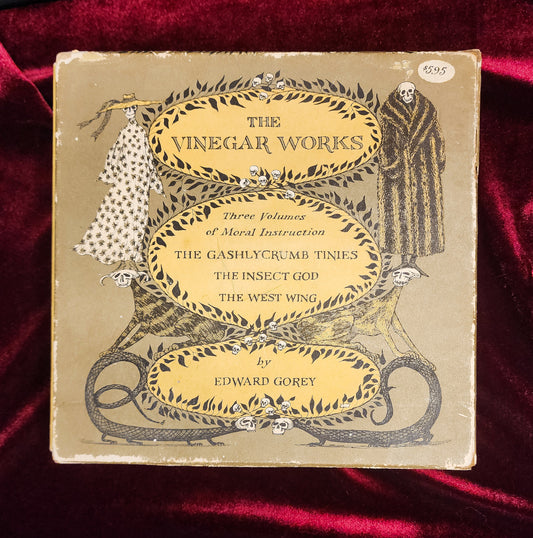 $5.95
THE
VINEGAR WORKS
Three Volumes
of Moral Instruction
THE GASHLYCRUMB TINIES
THE INSECT GOD
THE WEST WING
by
EDWARD GOREY